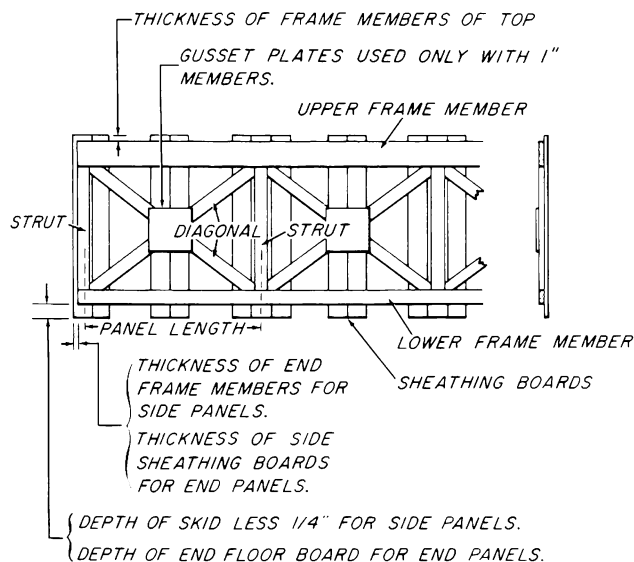 THICKNESS OF FRAME MEMBERS OF TOP
GUSSET PLATES USED ONLY WITH 1"
MEMBERS.
UPPER FRAME MEMBER
STRUT
DIAGONAL
STRUT
PANEL LENGTH
LOWER FRAME MEMBER
SHEATHING BOARDS
THICKNESS OF END
FRAME MEMBERS FOR
SIDE PANELS.
THICKNESS OF SIDE
SHEATHING BOARDS
FOR END PANELS.
DEPTH OF SKID LESS 1/4" FOR SIDE PANELS.
DEPTH OF END FLOOR BOARD FOR END PANELS.